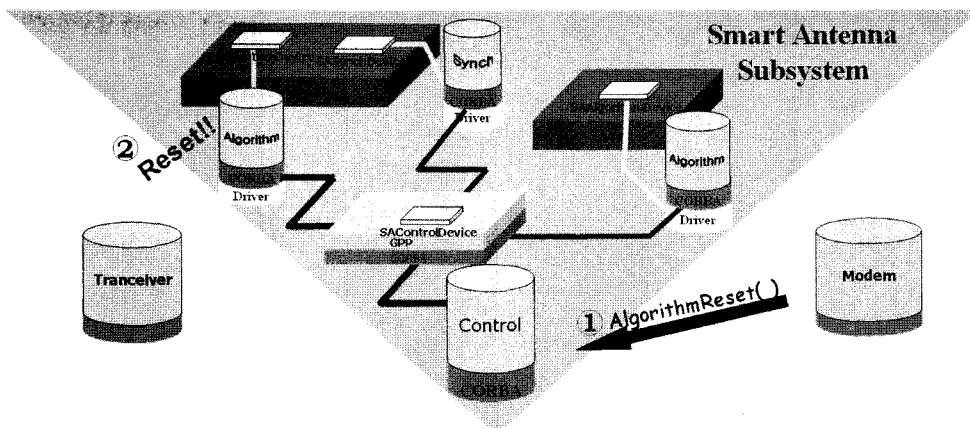 Smart Antenna
Subsystem
Synch
CORBA
Driver
Algorithm
Driver
② Reset!!
Algorithm
CORBA
Driver
SAControlDevice
GPP
Tranceiver
Modem
Control
CORBA
① AlgorithmReset( )